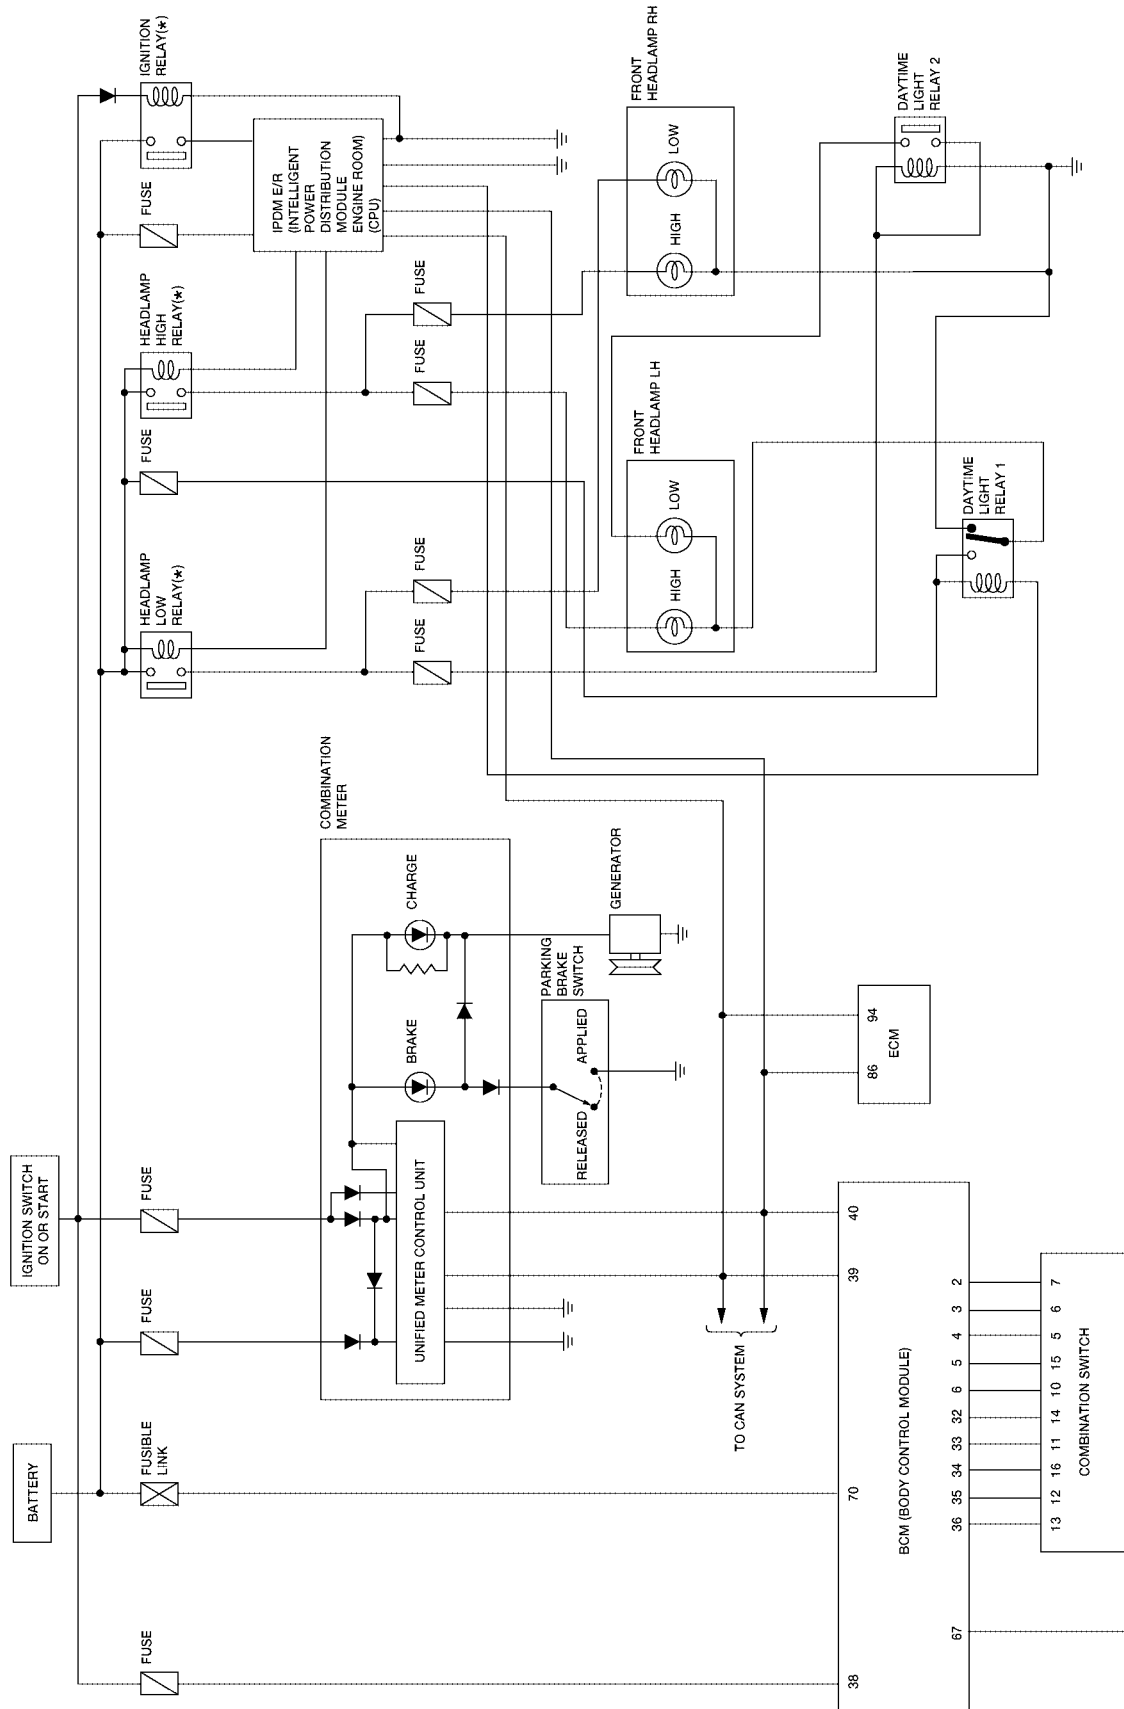 BATTERY
IGNITION SWITCH
ON OR START
FUSE
FUSIBLE
LINK
FUSE
FUSE
HEADLAMP
LOW
RELAY(*)
FUSE
HEADLAMP
HIGH
RELAY(*)
FUSE
IGNITION
RELAY(*)
IPDM E/R
(INTELLIGENT
POWER
DISTRIBUTION
MODULE
ENGINE ROOM)
(CPU)
COMBINATION
METER
UNIFIED METER CONTROL UNIT
BRAKE
CHARGE
FUSE
FUSE
FUSE
FUSE
PARKING
BRAKE
SWITCH
RELEASED
APPLIED
GENERATOR
FRONT
HEADLAMP LH
HIGH
LOW
FRONT
HEADLAMP RH
HIGH
LOW
TO CAN SYSTEM
38
70
39
40
BCM (BODY CONTROL MODULE)
86
94
ECM
DAYTIME
LIGHT
RELAY 2
DAYTIME
LIGHT
RELAY 1
67
36
35
34
33
32
6
5
4
3
2
13
12
16
11
14
10
15
5
6
7
COMBINATION SWITCH